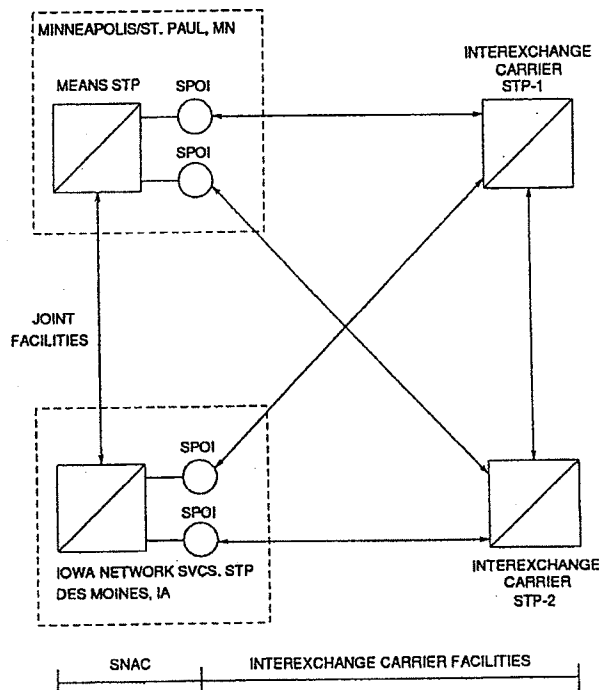 MINNEAPOLIS/ST. PAUL, MN
MEANS STP
SPOI
SPOI
INTEREXCHANGE
CARRIER
STP-1
JOINT
FACILITIES
SPOI
SPOI
IOWA NETWORK SVCS. STP
DES MOINES, IA
INTEREXCHANGE
CARRIER
STP-2
SNAC
INTEREXCHANGE CARRIER FACILITIES